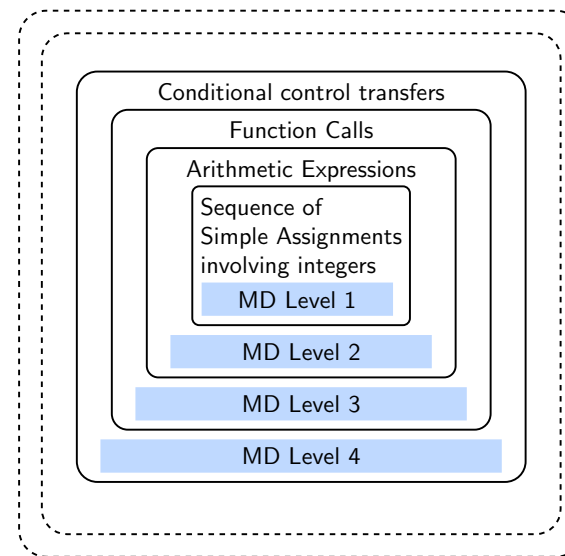 Conditional control transfers
Function Calls
Arithmetic Expressions
Sequence of
Simple Assignments
involving integers
MD Level 1
MD Level 2
MD Level 3
MD Level 4